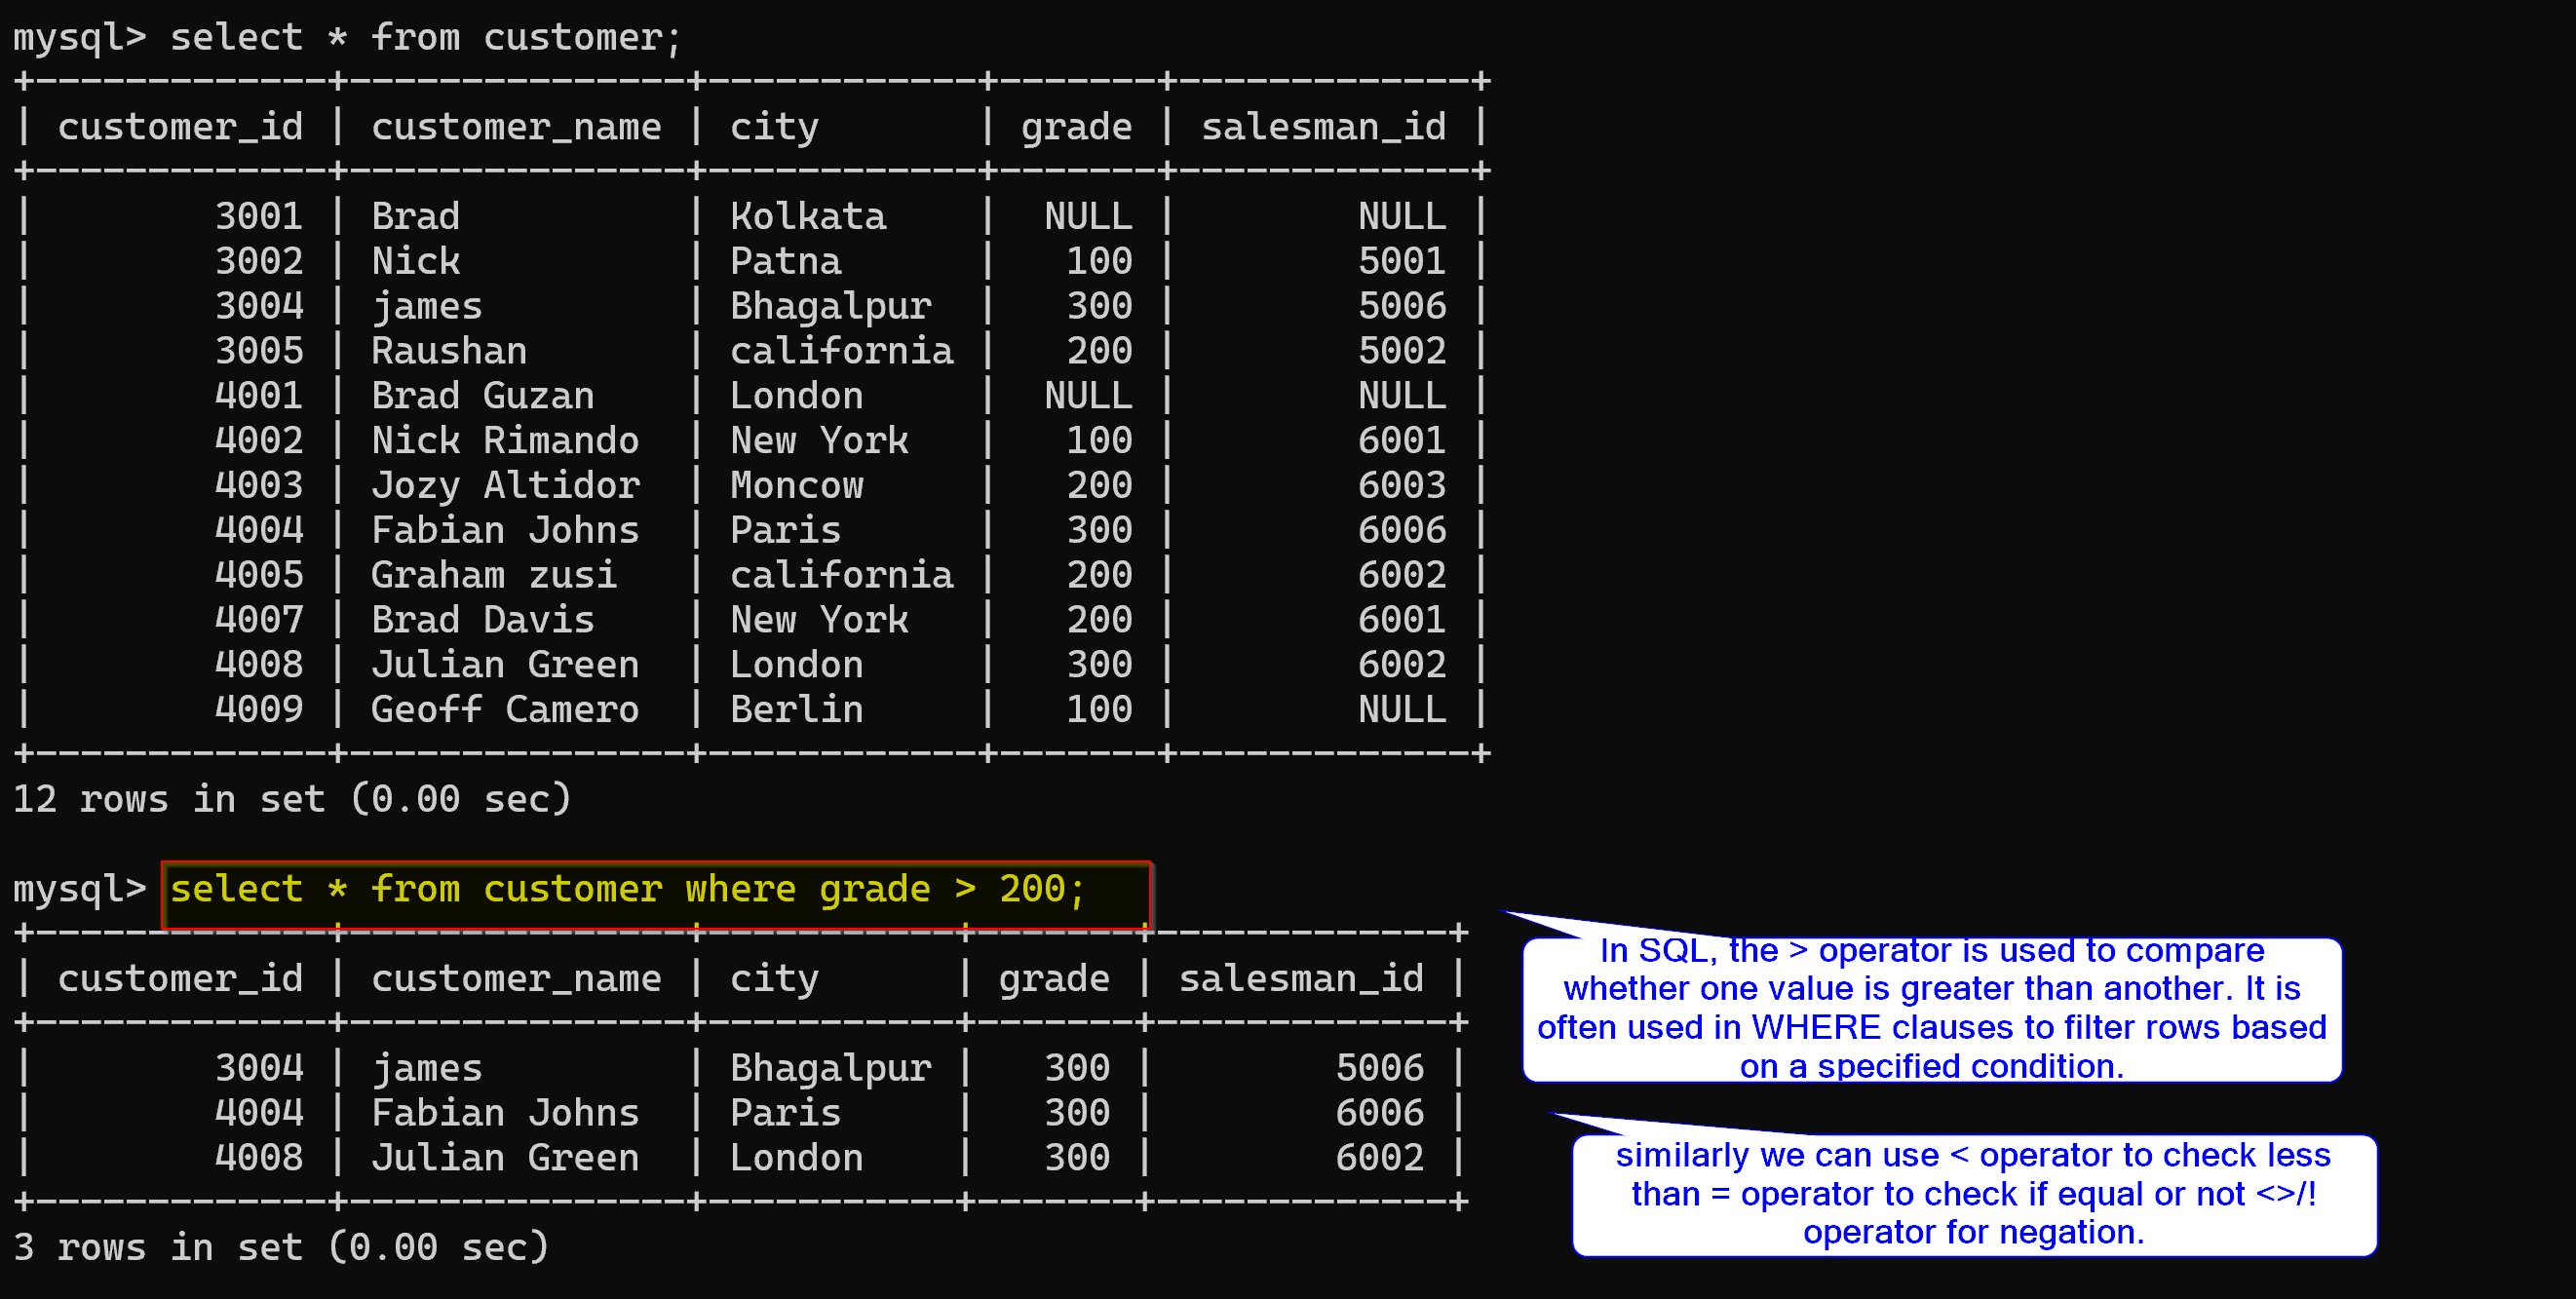 mysql> select * from customer;
+-------------+---------------+------------+-------+-------------+
| customer_id | customer_name | city       | grade | salesman_id |
+-------------+---------------+------------+-------+-------------+
|        3001 | Brad          | Kolkata    |  NULL |        NULL |
|        3002 | Nick          | Patna      |   100 |        5001 |
|        3004 | james         | Bhagalpur  |   300 |        5006 |
|        3005 | Raushan       | california |   200 |        5002 |
|        4001 | Brad Guzan    | London     |  NULL |        NULL |
|        4002 | Nick Rimando  | New York   |   100 |        6001 |
|        4003 | Jozy Altidor  | Moncow     |   200 |        6003 |
|        4004 | Fabian Johns  | Paris      |   300 |        6006 |
|        4005 | Graham zusi   | california |   200 |        6002 |
|        4007 | Brad Davis    | New York   |   200 |        6001 |
|        4008 | Julian Green  | London     |   300 |        6002 |
|        4009 | Geoff Camero  | Berlin     |   100 |        NULL |
+-------------+---------------+------------+-------+-------------+
12 rows in set (0.00 sec)
mysql> select * from customer where grade > 200;
+-------------+---------------+-----------+-------+-------------+
| customer_id | customer_name | city      | grade | salesman_id |
+-------------+---------------+-----------+-------+-------------+
|        3004 | james         | Bhagalpur |   300 |        5006 |
|        4004 | Fabian Johns  | Paris     |   300 |        6006 |
|        4008 | Julian Green  | London    |   300 |        6002 |
+-------------+---------------+-----------+-------+-------------+
3 rows in set (0.00 sec)
In SQL, the > operator is used to compare
whether one value is greater than another. It is
often used in WHERE clauses to filter rows based
on a specified condition.
similarly we can use < operator to check less
than = operator to check if equal or not <>/!
operator for negation.